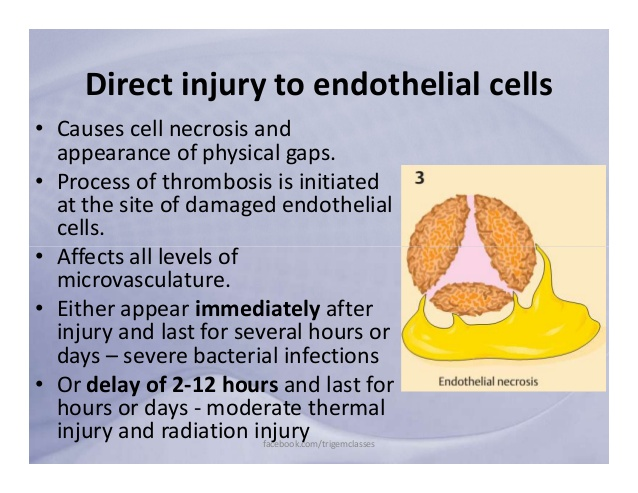 Direct injury to endothelial cells
• Causes cell necrosis and
appearance of physical gaps.
• Process of thrombosis is initiated
at the site of damaged endothelial
cells.
• Affects all levels of
microvasculature.
• Either appear immediately after
injury and last for several hours or
days – severe bacterial infections
• Or delay of 2-12 hours and last for
hours or days - moderate thermal
injury and radiation injury
3
Endothelial necrosis
facebook.com/trigemclasses